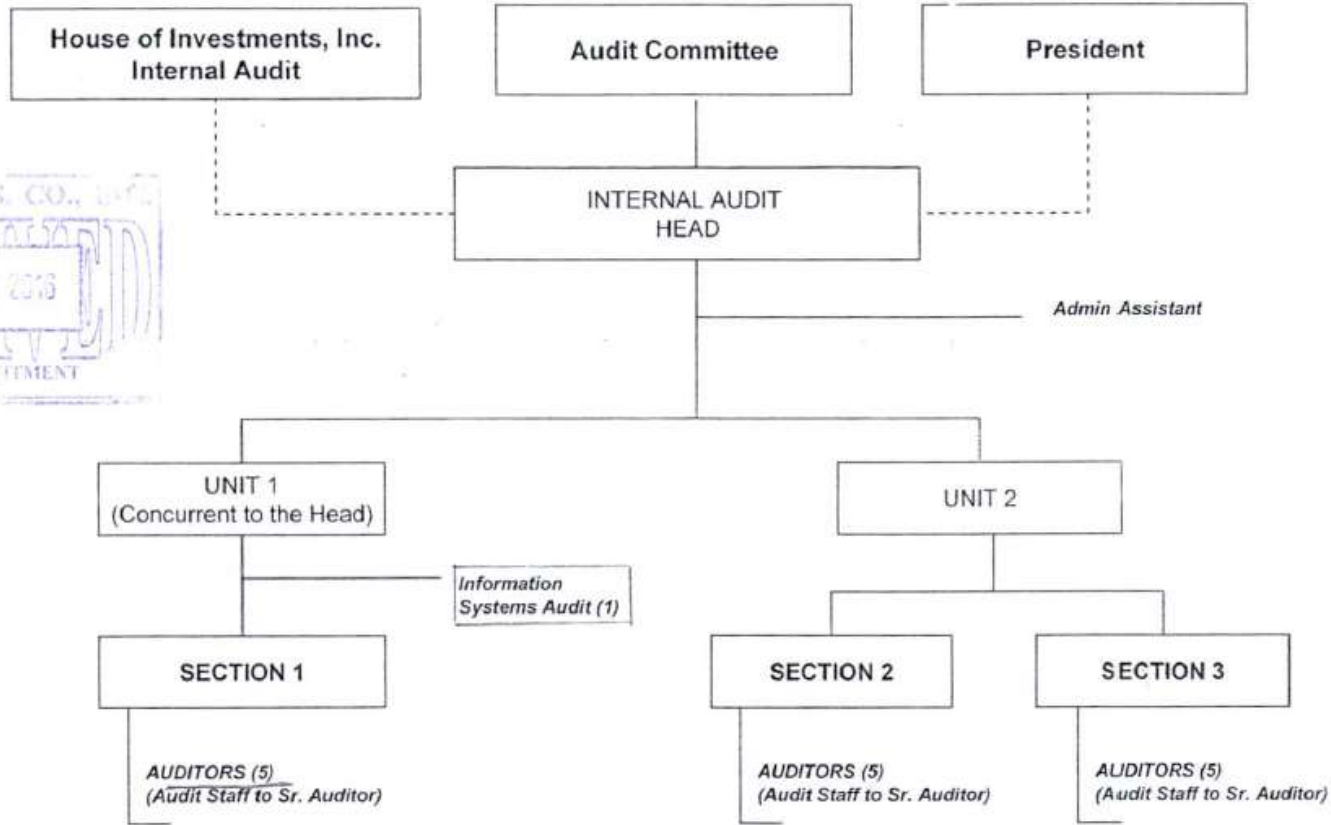 House of Investments, Inc.
Internal Audit
Audit Committee
President
INTERNAL AUDIT
HEAD
CO.,
2016
Admin Assistant
UNIT 1
(Concurrent to the Head)
UNIT 2
Information
Systems Audit (1)
SECTION 1
SECTION 2
SECTION 3
AUDITORS (5)
(Audit Staff to Sr. Auditor)
AUDITORS (5)
(Audit Staff to Sr. Auditor)
AUDITORS (5)
(Audit Staff to Sr. Auditor)